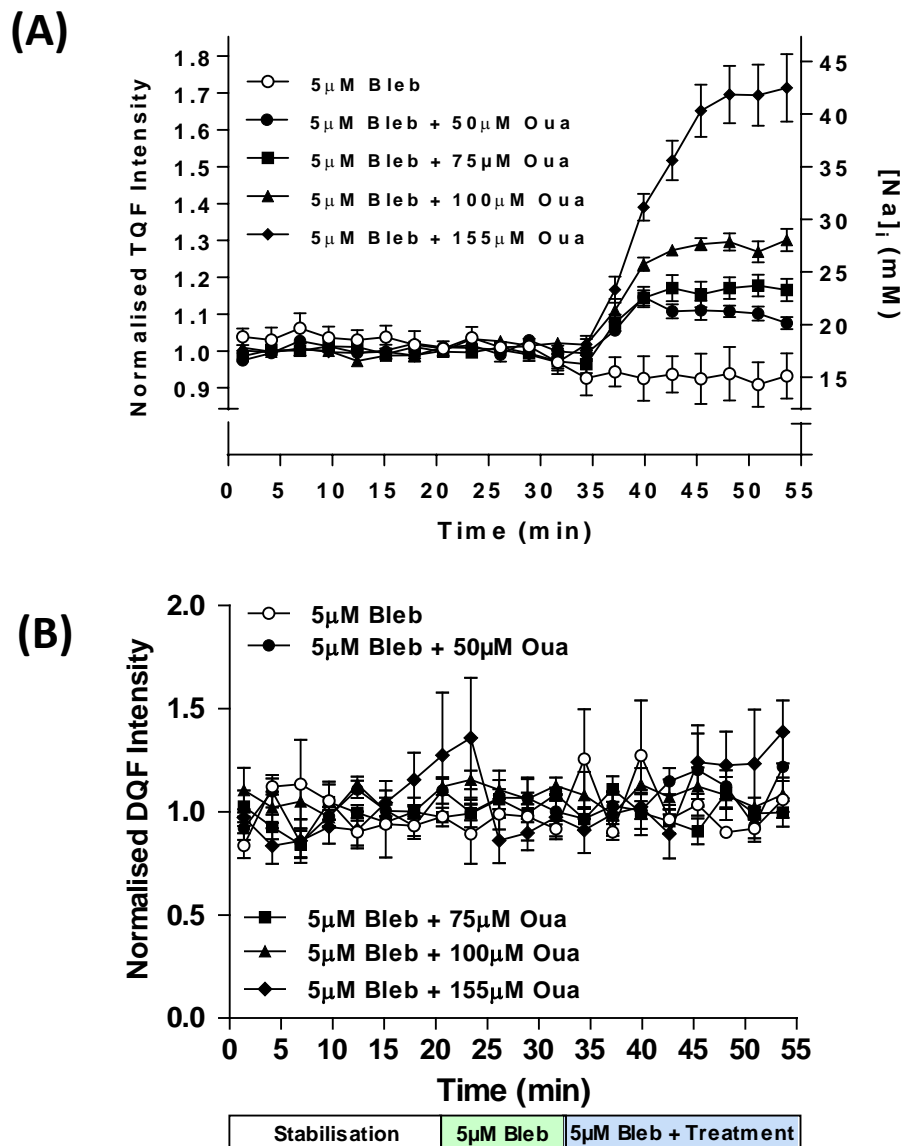 (A)
Normalised TQF Intensity
1.8
1.7
1.6
1.5
1.4
1.3
1.2
1.1
1.0
0.9
5μM Bleb
5μM Bleb + 50μM Oua
5μM Bleb + 75μM Oua
5μM Bleb + 100μM Oua
5μM Bleb + 155μM Oua
45
40
35
30
25
20
15
[Na]i (mM)
0 5 10 15 20 25 30 35 40 45 50 55
Time (min)
(B)
Normalised DQF Intensity
2.0
1.5
1.0
0.5
0.0
5μM Bleb
5μM Bleb + 50μM Oua
5μM Bleb + 75μM Oua
5μM Bleb + 100μM Oua
5μM Bleb + 155μM Oua
0 5 10 15 20 25 30 35 40 45 50 55
Time (min)
Stabilisation 5μM Bleb 5μM Bleb + Treatment